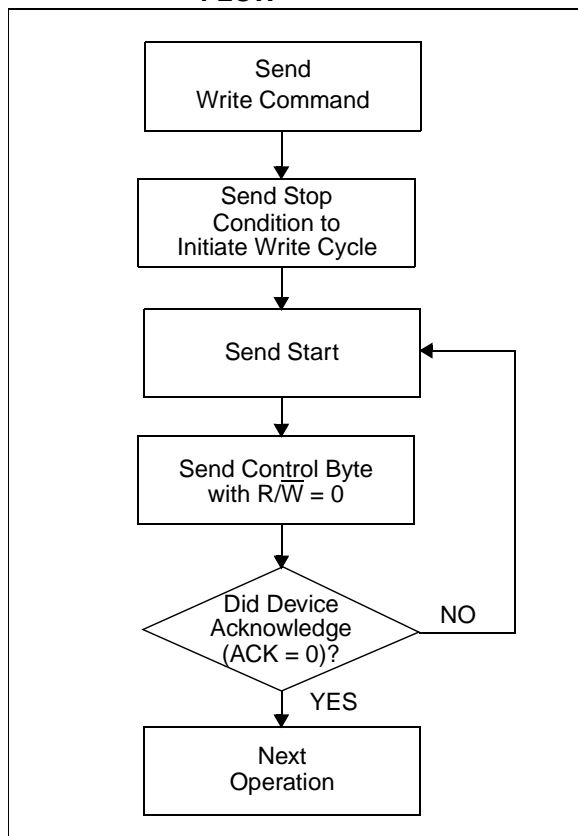 FLOW
Send
Write Command
Send Stop
Condition to
Initiate Write Cycle
Send Start
Send Control Byte
with R/W̅ = 0
Did Device
Acknowledge
(ACK = 0)?
NO
YES
Next
Operation